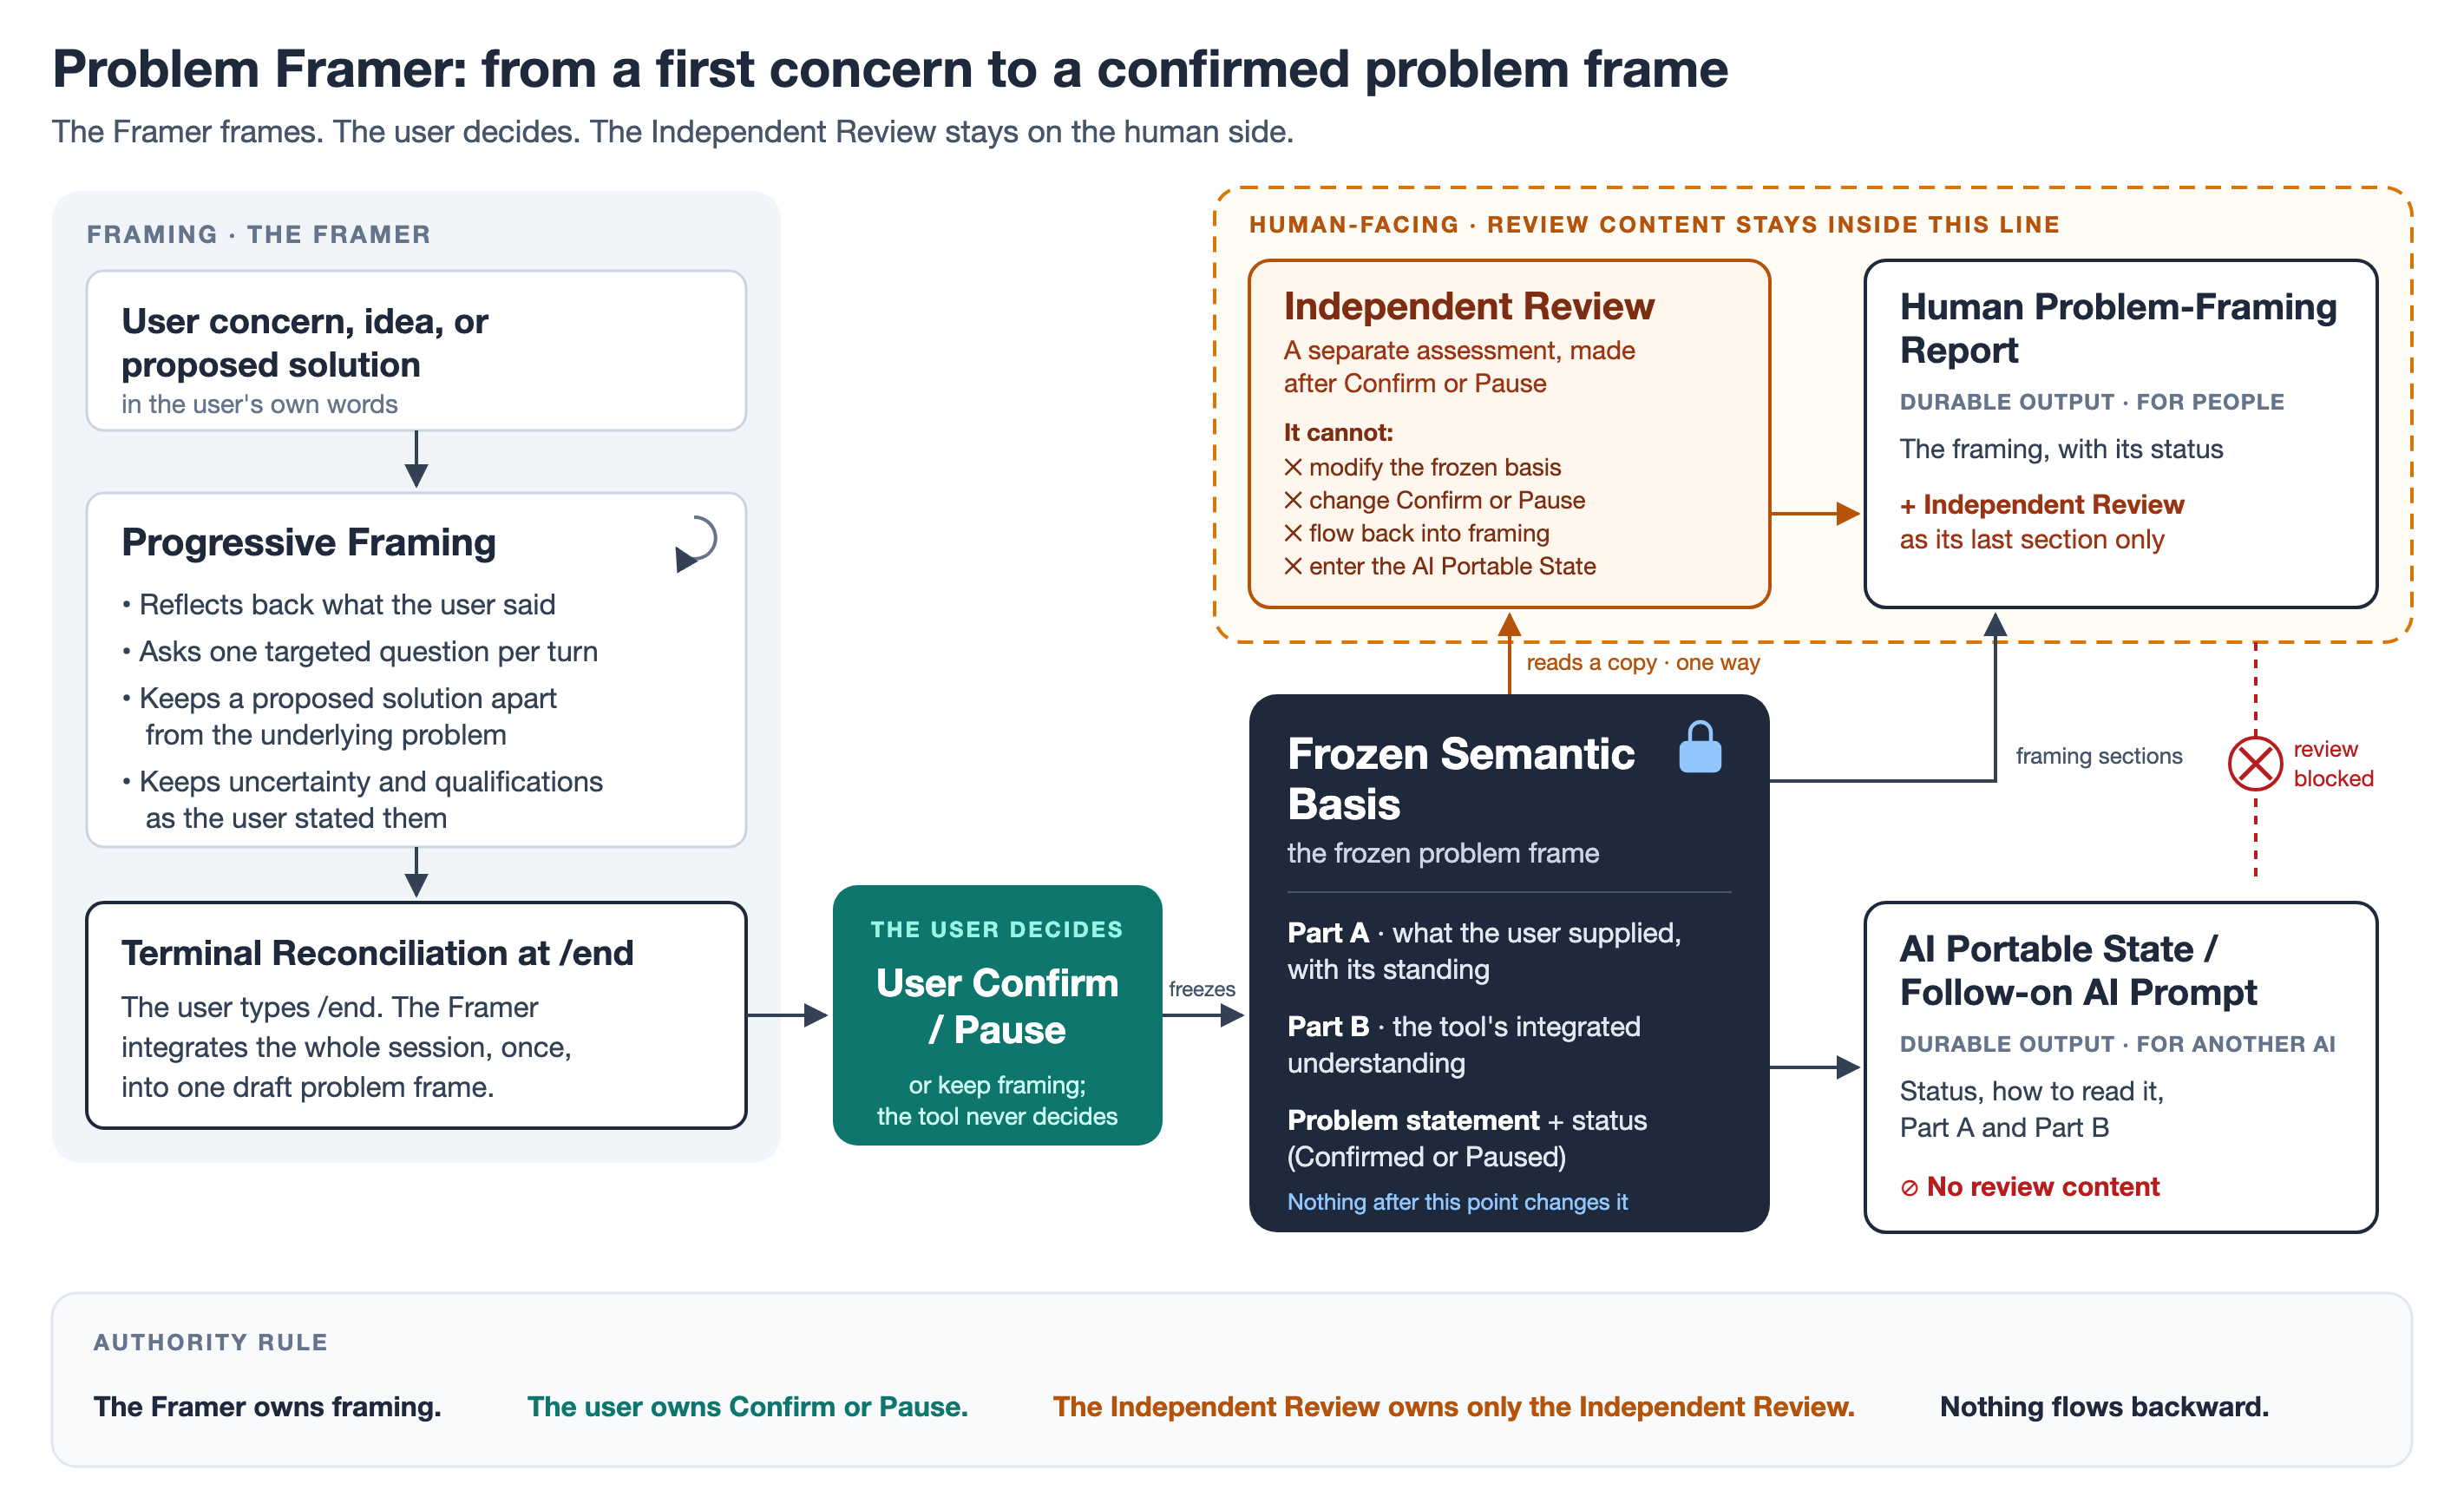 Problem Framer: from a first concern to a confirmed problem frame
The Framer frames. The user decides. The Independent Review stays on the human side.
FRAMING · THE FRAMER
User concern, idea, or
proposed solution
in the user's own words
Progressive Framing
• Reflects back what the user said
• Asks one targeted question per turn
• Keeps a proposed solution apart
from the underlying problem
• Keeps uncertainty and qualifications
as the user stated them
Terminal Reconciliation at /end
The user types /end. The Framer
integrates the whole session, once,
into one draft problem frame.
THE USER DECIDES
User Confirm
/ Pause
or keep framing;
the tool never decides
freezes
HUMAN-FACING · REVIEW CONTENT STAYS INSIDE THIS LINE
Independent Review
A separate assessment, made
after Confirm or Pause
It cannot:
✕ modify the frozen basis
✕ change Confirm or Pause
✕ flow back into framing
✕ enter the AI Portable State
Human Problem-Framing
Report
DURABLE OUTPUT · FOR PEOPLE
The framing, with its status
+ Independent Review
as its last section only
reads a copy · one way
Frozen Semantic
Basis
the frozen problem frame
Part A · what the user supplied,
with its standing
Part B · the tool's integrated
understanding
Problem statement + status
(Confirmed or Paused)
Nothing after this point changes it
framing sections
review
blocked
AI Portable State /
Follow-on AI Prompt
DURABLE OUTPUT · FOR ANOTHER AI
Status, how to read it,
Part A and Part B
⊘ No review content
AUTHORITY RULE
The Framer owns framing.
The user owns Confirm or Pause.
The Independent Review owns only the Independent Review.
Nothing flows backward.